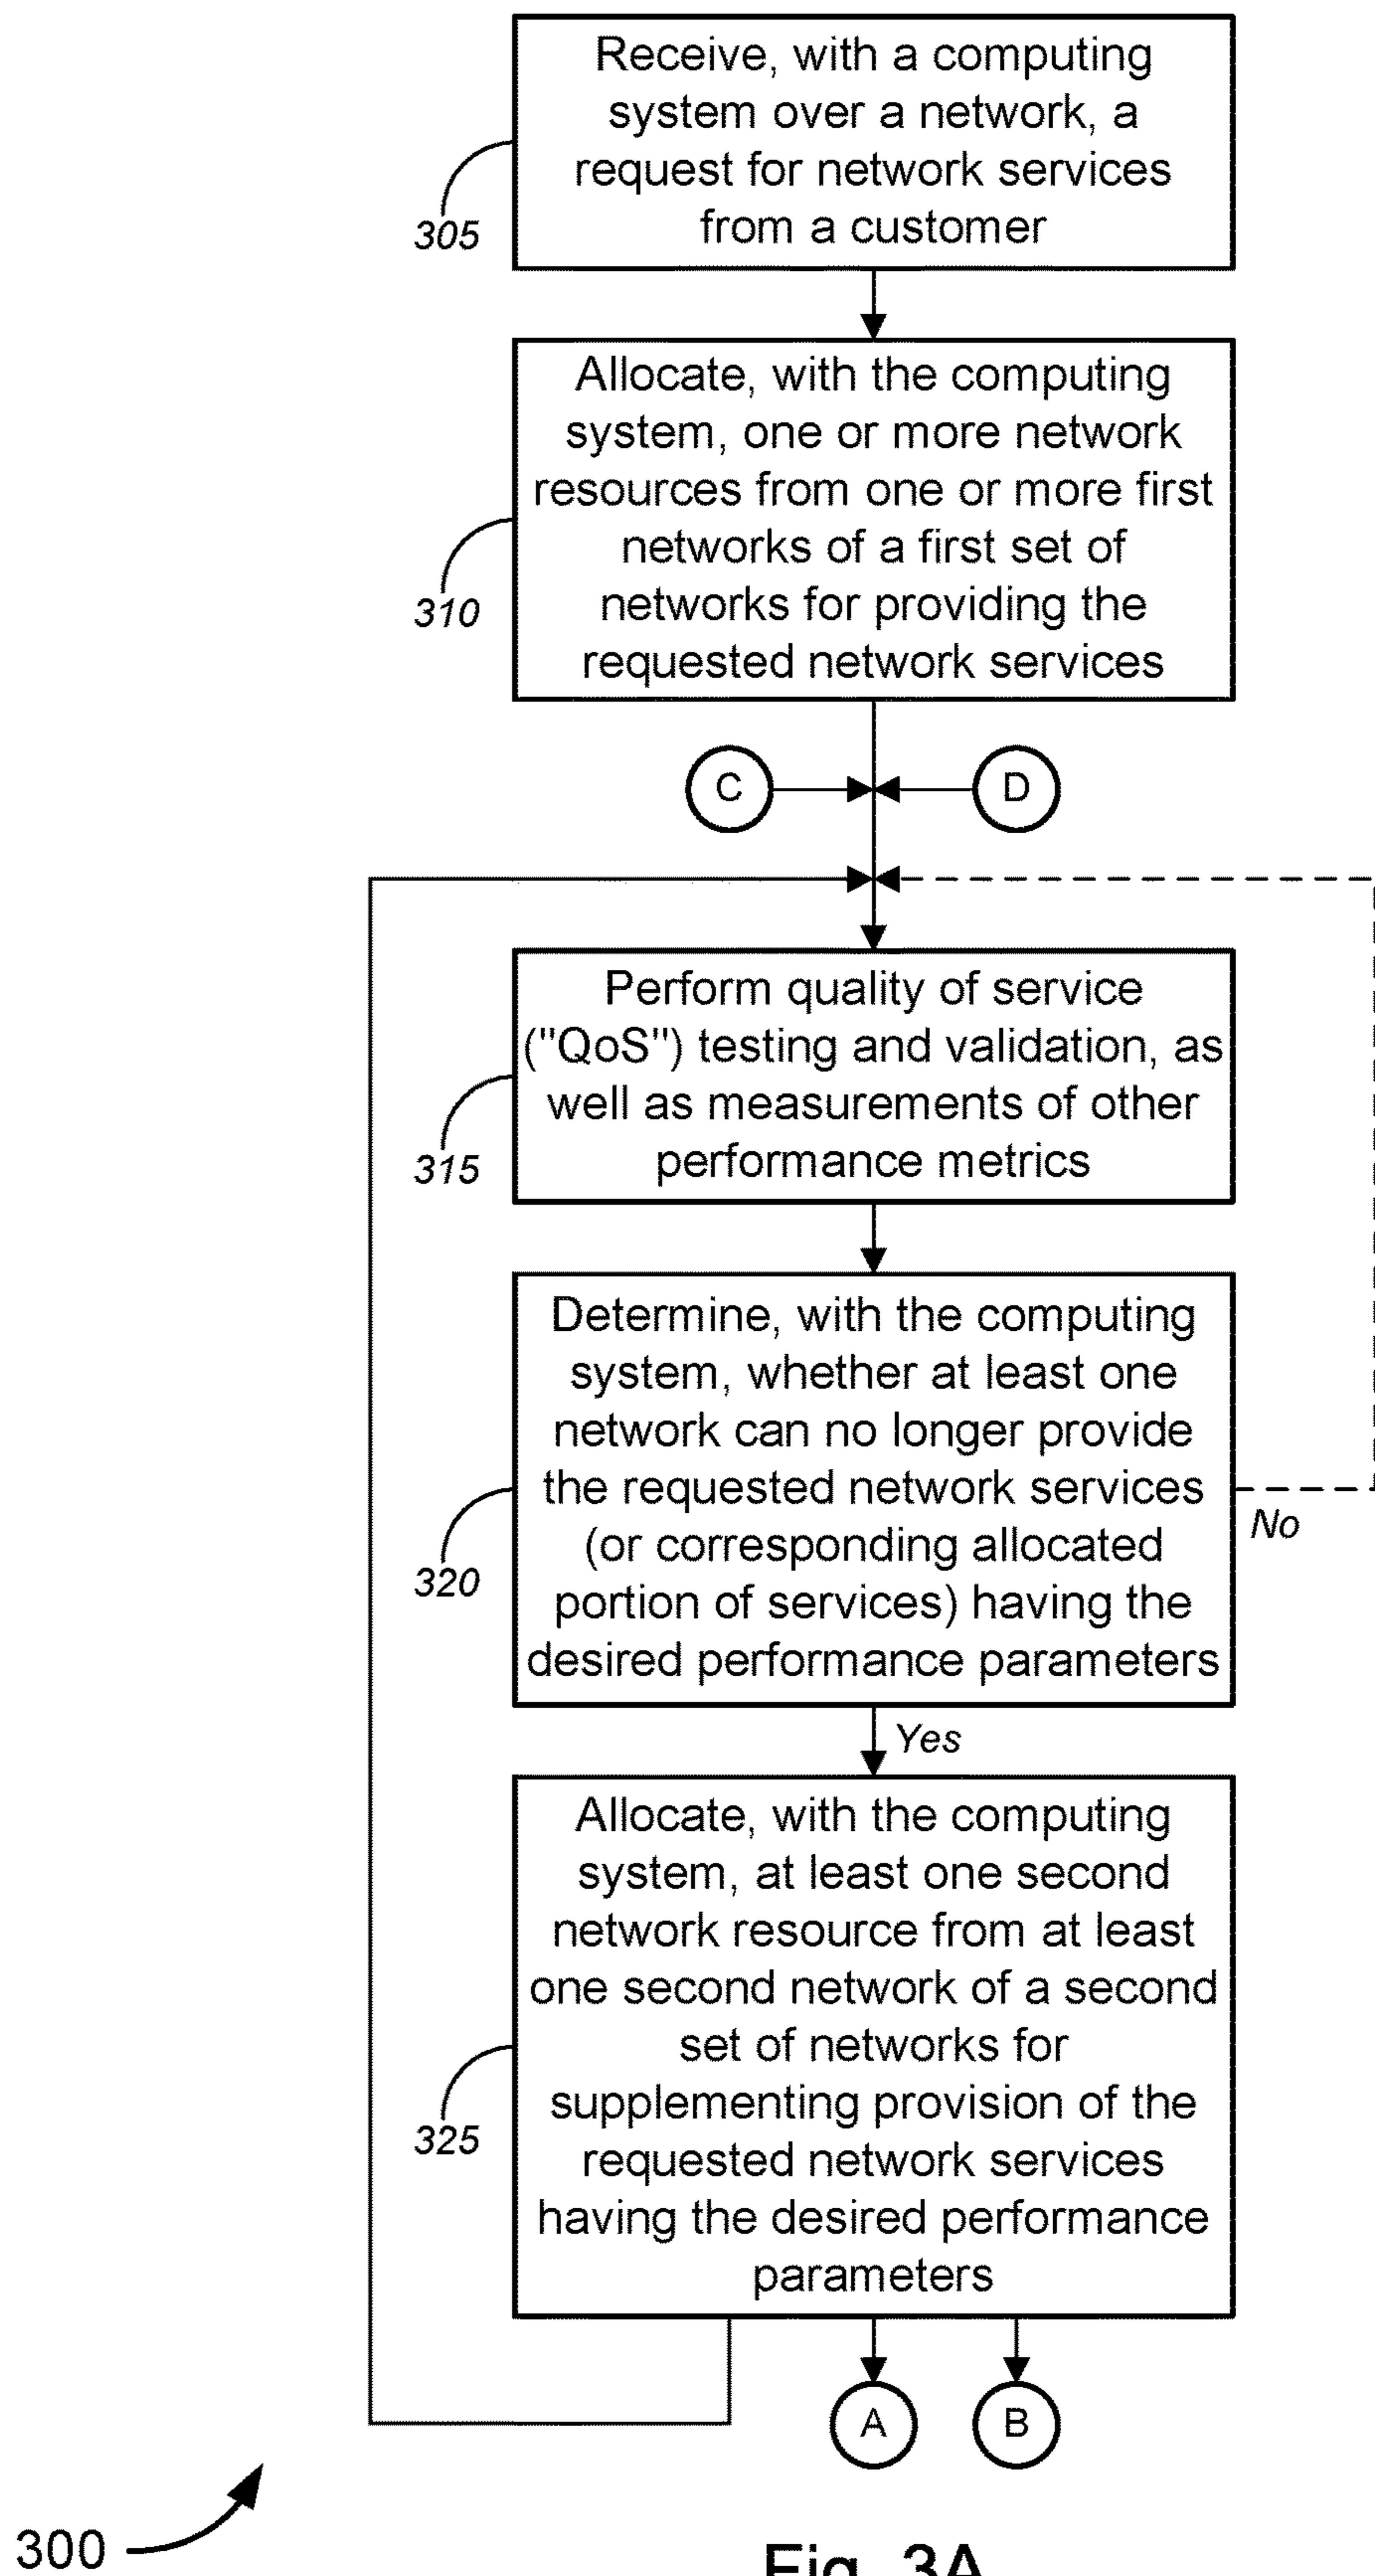 Receive, with a computing
system over a network, a
request for network services
from a customer
305
Allocate, with the computing
system, one or more network
resources from one or more first
networks of a first set of
networks for providing the
requested network services
310
C
D
Perform quality of service
("QoS") testing and validation, as
well as measurements of other
performance metrics
315
Determine, with the computing
system, whether at least one
network can no longer provide
the requested network services
(or corresponding allocated
portion of services) having the
desired performance parameters
320
No
Yes
Allocate, with the computing
system, at least one second
network resource from at least
one second network of a second
set of networks for
supplementing provision of the
requested network services
having the desired performance
parameters
325
A
B
300
Fig. 3A